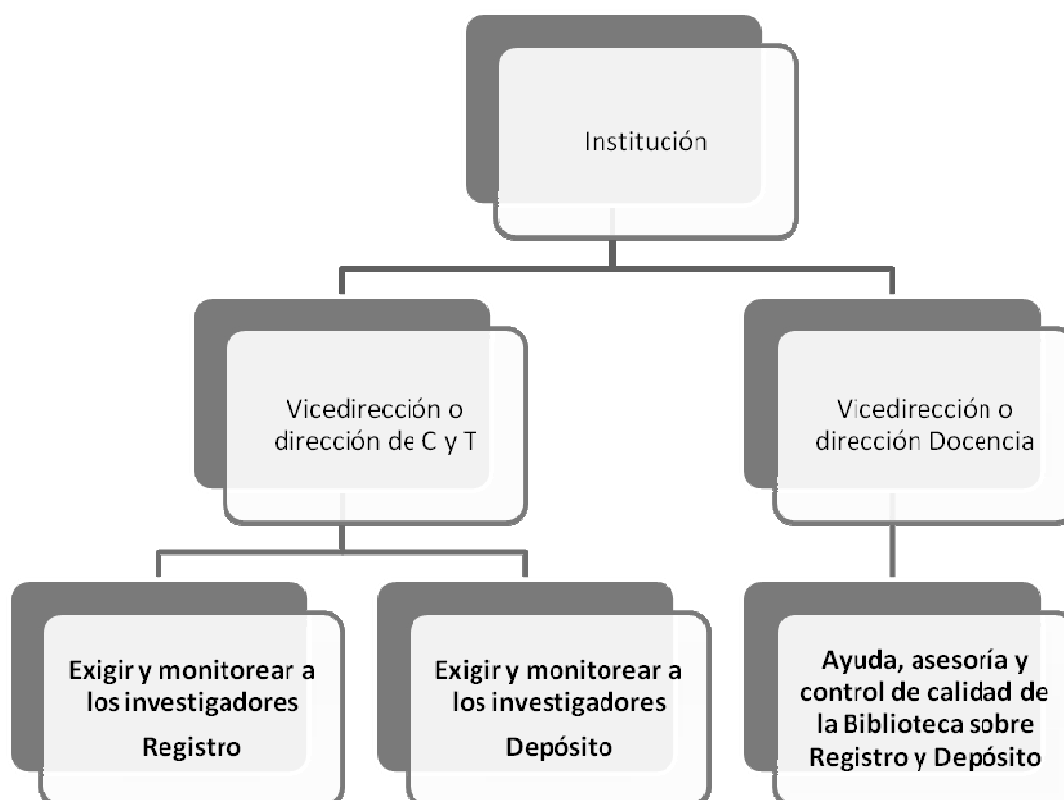 Institución
Vicedirección o
dirección de C y T
Vicedirección o
dirección Docencia
Exigir y monitorear a
los investigadores
Registro
Exigir y monitorear a
los investigadores
Depósito
Ayuda, asesoría y
control de calidad de
la Biblioteca sobre
Registro y Depósito